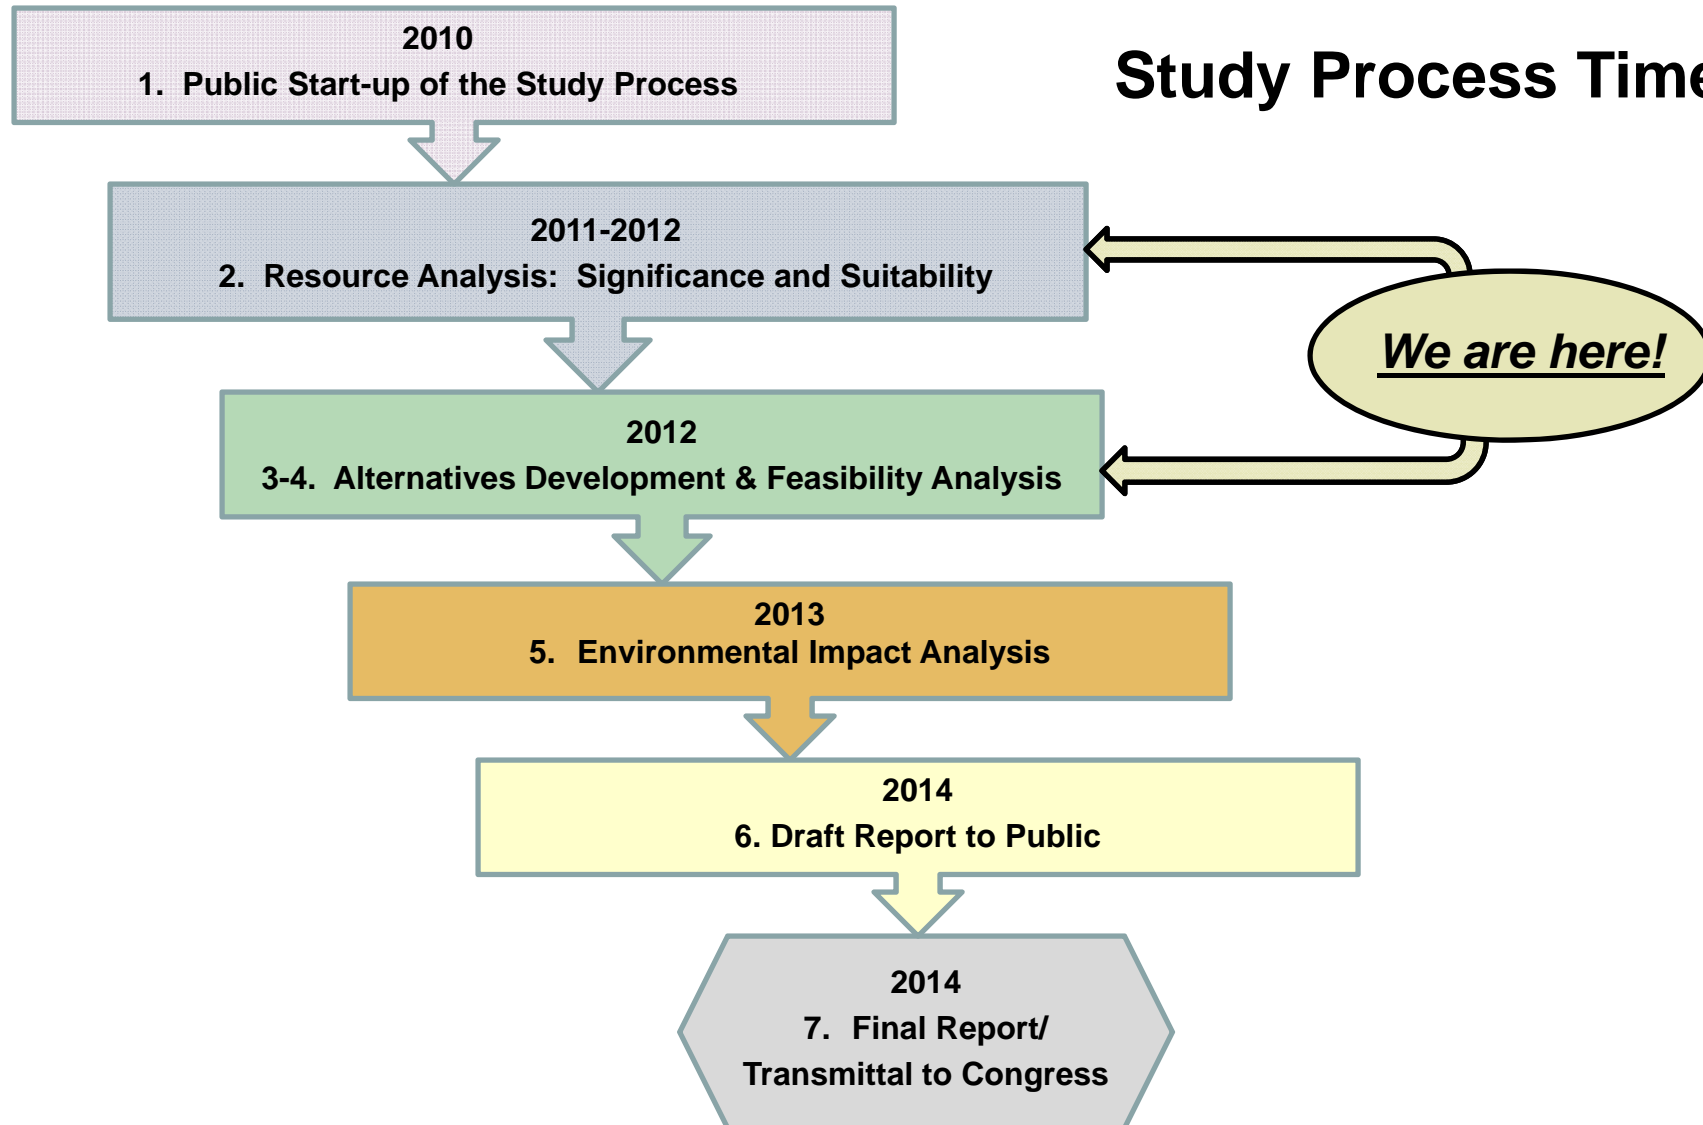 2010
1. Public Start-up of the Study Process
Study Process Time
2011-2012
2. Resource Analysis: Significance and Suitability
We are here!
2012
3-4. Alternatives Development & Feasibility Analysis
2013
5. Environmental Impact Analysis
2014
6. Draft Report to Public
2014
7. Final Report/
Transmittal to Congress